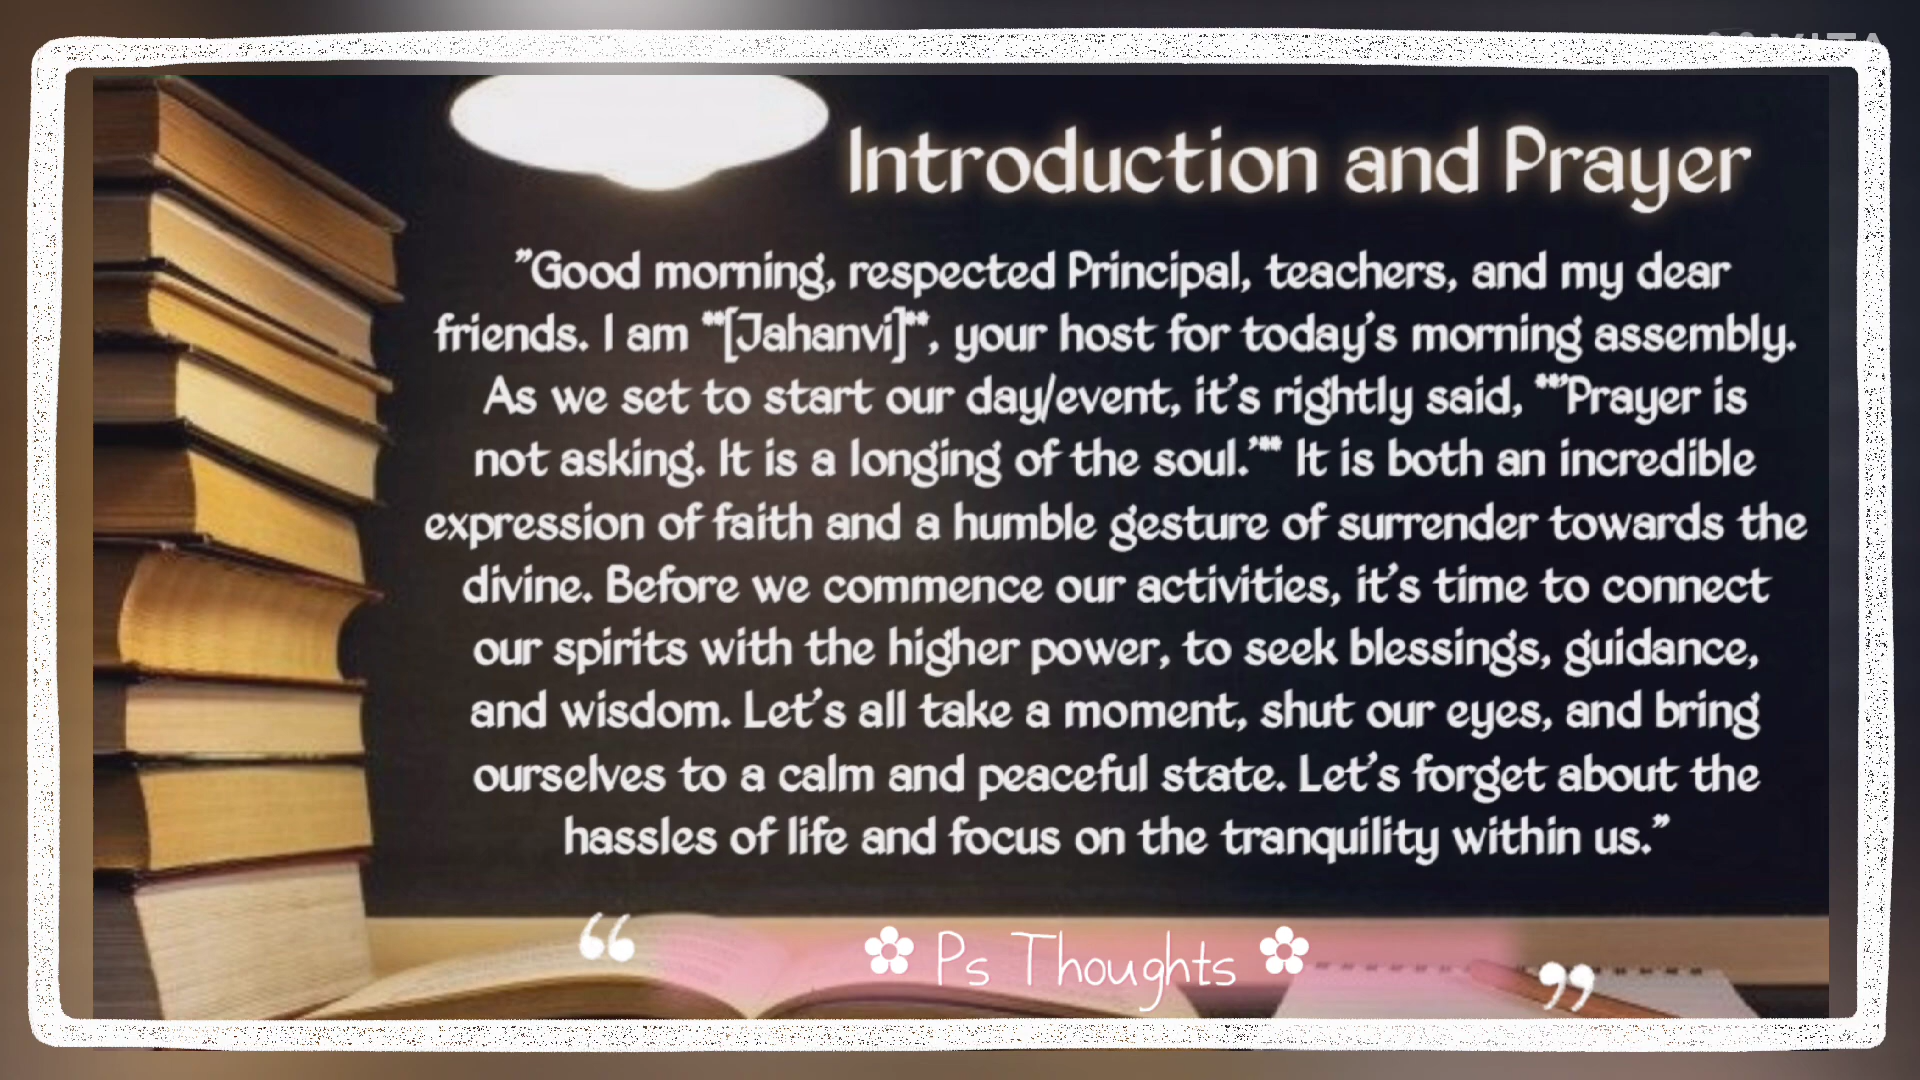 Introduction and Prayer
"Good morning, respected Principal, teachers, and my dear
friends. I am **[Jahanvi]**, your host for today's morning assembly.
As we set to start our day/event, it's rightly said, **'Prayer is
not asking. It is a longing of the soul.'** It is both an incredible
expression of faith and a humble gesture of surrender towards the
divine. Before we commence our activities, it's time to connect
our spirits with the higher power, to seek blessings, guidance,
and wisdom. Let's all take a moment, shut our eyes, and bring
ourselves to a calm and peaceful state. Let's forget about the
hassles of life and focus on the tranquility within us."
“ Ps Thoughts ”